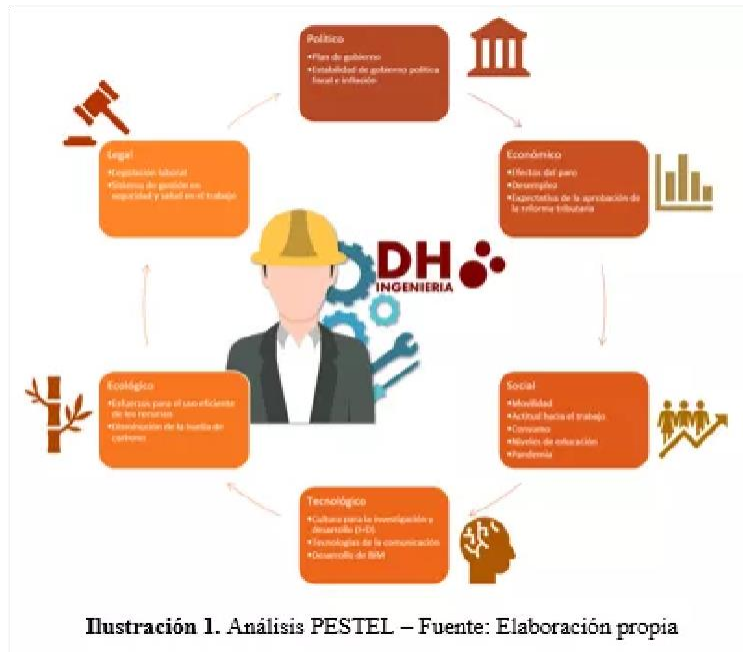 Político
•Plan de gobierno
•Estabilidad de gobierno política
fiscal e inflación
Legal
•Legislación laboral
•Sistema de gestión en
seguridad y salud en el trabajo
Económico
•Efectos del paro
•Desempleo
•Expectativa de la aprobación de
la reforma tributaria
DH
INGENIERIA
Ecológico
•Esfuerzos para el uso eficiente
de los recursos
•Disminución de la huella de
carbono
Social
•Movilidad
•Actitud hacia el trabajo
•Consumo
•Niveles de educación
•Pandemia
Tecnológico
•Cultura para la investigación y
desarrollo (I+D)
•Tecnologías de la comunicación
•Desarrollo de BIM
Ilustración 1. Análisis PESTEL – Fuente: Elaboración propia